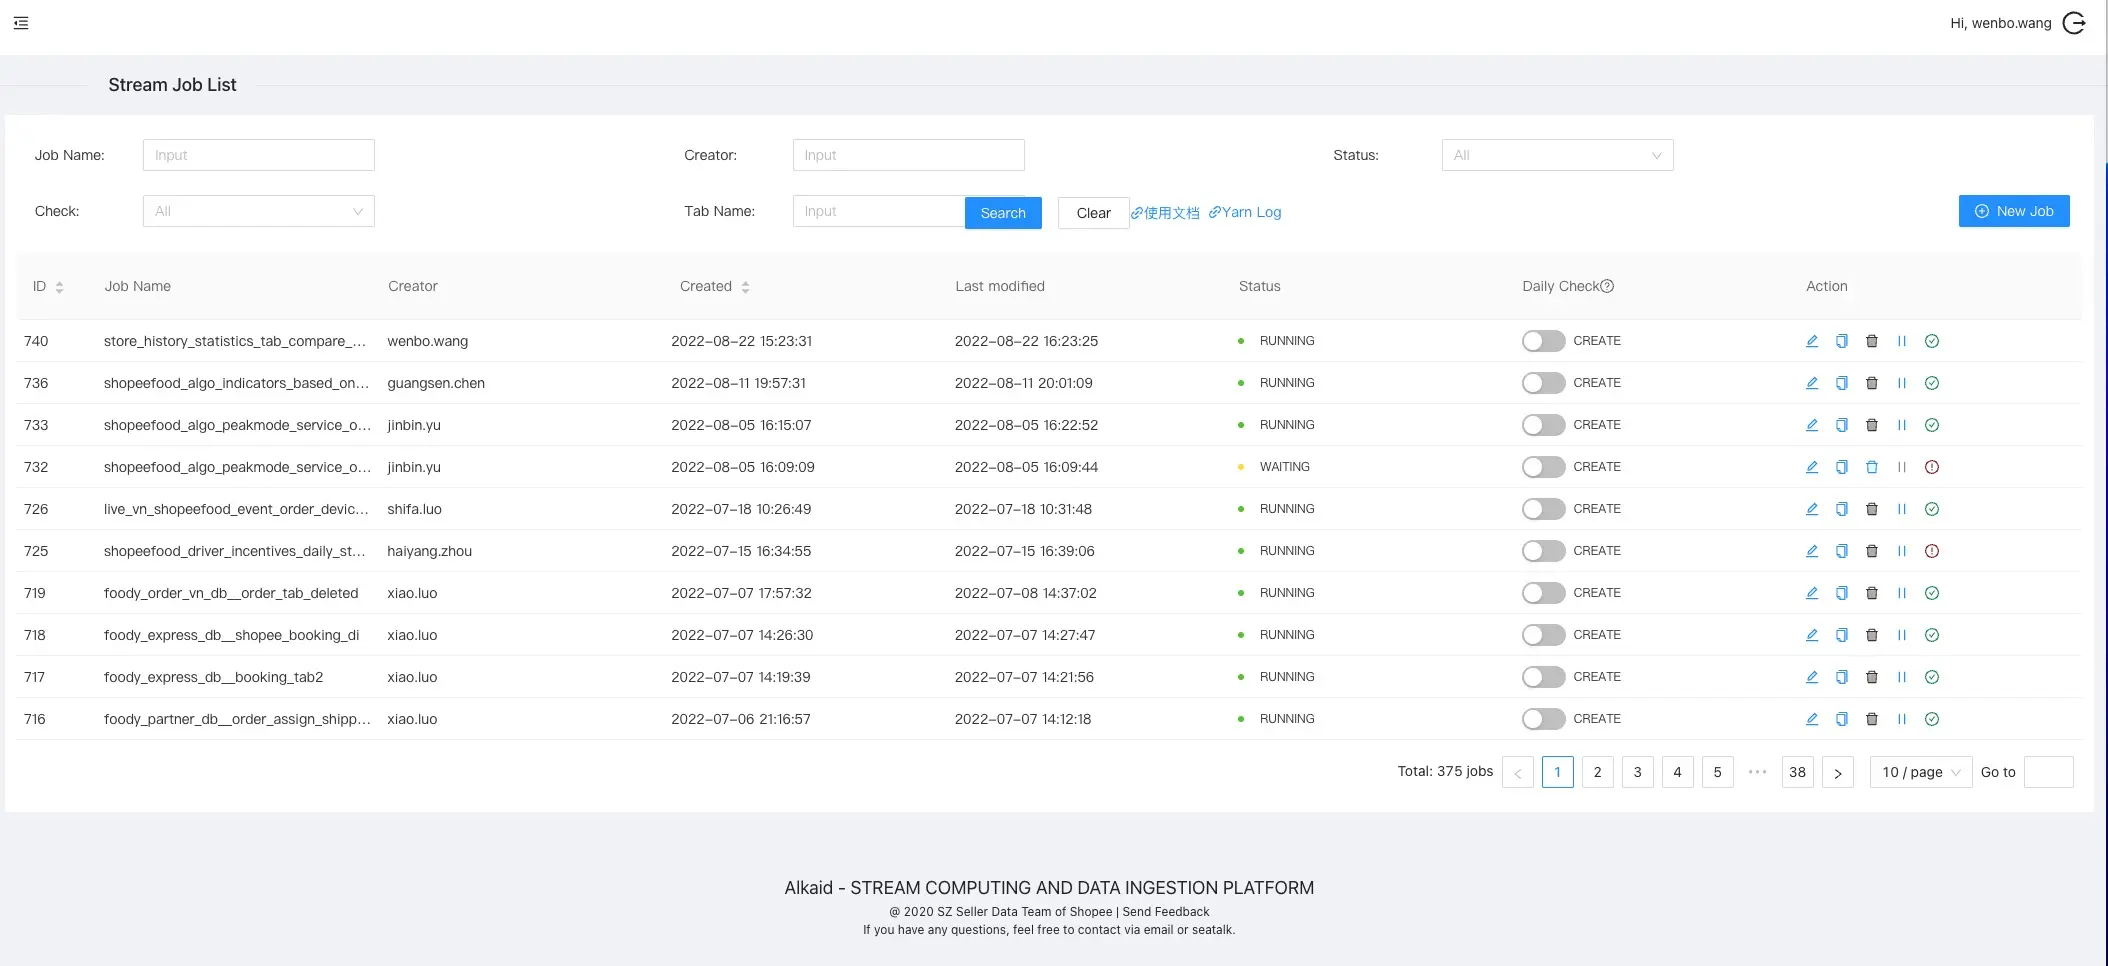 Hi, wenbo.wang
Stream Job List
Job Name: Input Creator: Input Status: All
Check: All Tab Name: Input Search Clear 使用文档 Yarn Log New Job
ID Job Name Creator Created Last modified Status Daily Check Action
740 store_history_statistics_tab_compare_... wenbo.wang 2022-08-22 15:23:31 2022-08-22 16:23:25 RUNNING CREATE
736 shopeefood_algo_indicators_based_on... guangsen.chen 2022-08-11 19:57:31 2022-08-11 20:01:09 RUNNING CREATE
733 shopeefood_algo_peakmode_service_o... jinbin.yu 2022-08-05 16:15:07 2022-08-05 16:22:52 RUNNING CREATE
732 shopeefood_algo_peakmode_service_o... jinbin.yu 2022-08-05 16:09:09 2022-08-05 16:09:44 WAITING CREATE
726 live_vn_shopeefood_event_order_devic... shifa.luo 2022-07-18 10:26:49 2022-07-18 10:31:48 RUNNING CREATE
725 shopeefood_driver_incentives_daily_st... haiyang.zhou 2022-07-15 16:34:55 2022-07-15 16:39:06 RUNNING CREATE
719 foody_order_vn_db__order_tab_deleted xiao.luo 2022-07-07 17:57:32 2022-07-08 14:37:02 RUNNING CREATE
718 foody_express_db__shopee_booking_di xiao.luo 2022-07-07 14:26:30 2022-07-07 14:27:47 RUNNING CREATE
717 foody_express_db__booking_tab2 xiao.luo 2022-07-07 14:19:39 2022-07-07 14:21:56 RUNNING CREATE
716 foody_partner_db__order_assign_shipp... xiao.luo 2022-07-06 21:16:57 2022-07-07 14:12:18 RUNNING CREATE
Total: 375 jobs < 1 2 3 4 5 ••• 38 > 10 / page Go to
Alkaid - STREAM COMPUTING AND DATA INGESTION PLATFORM
@ 2020 SZ Seller Data Team of Shopee | Send Feedback
If you have any questions, feel free to contact via email or seatalk.